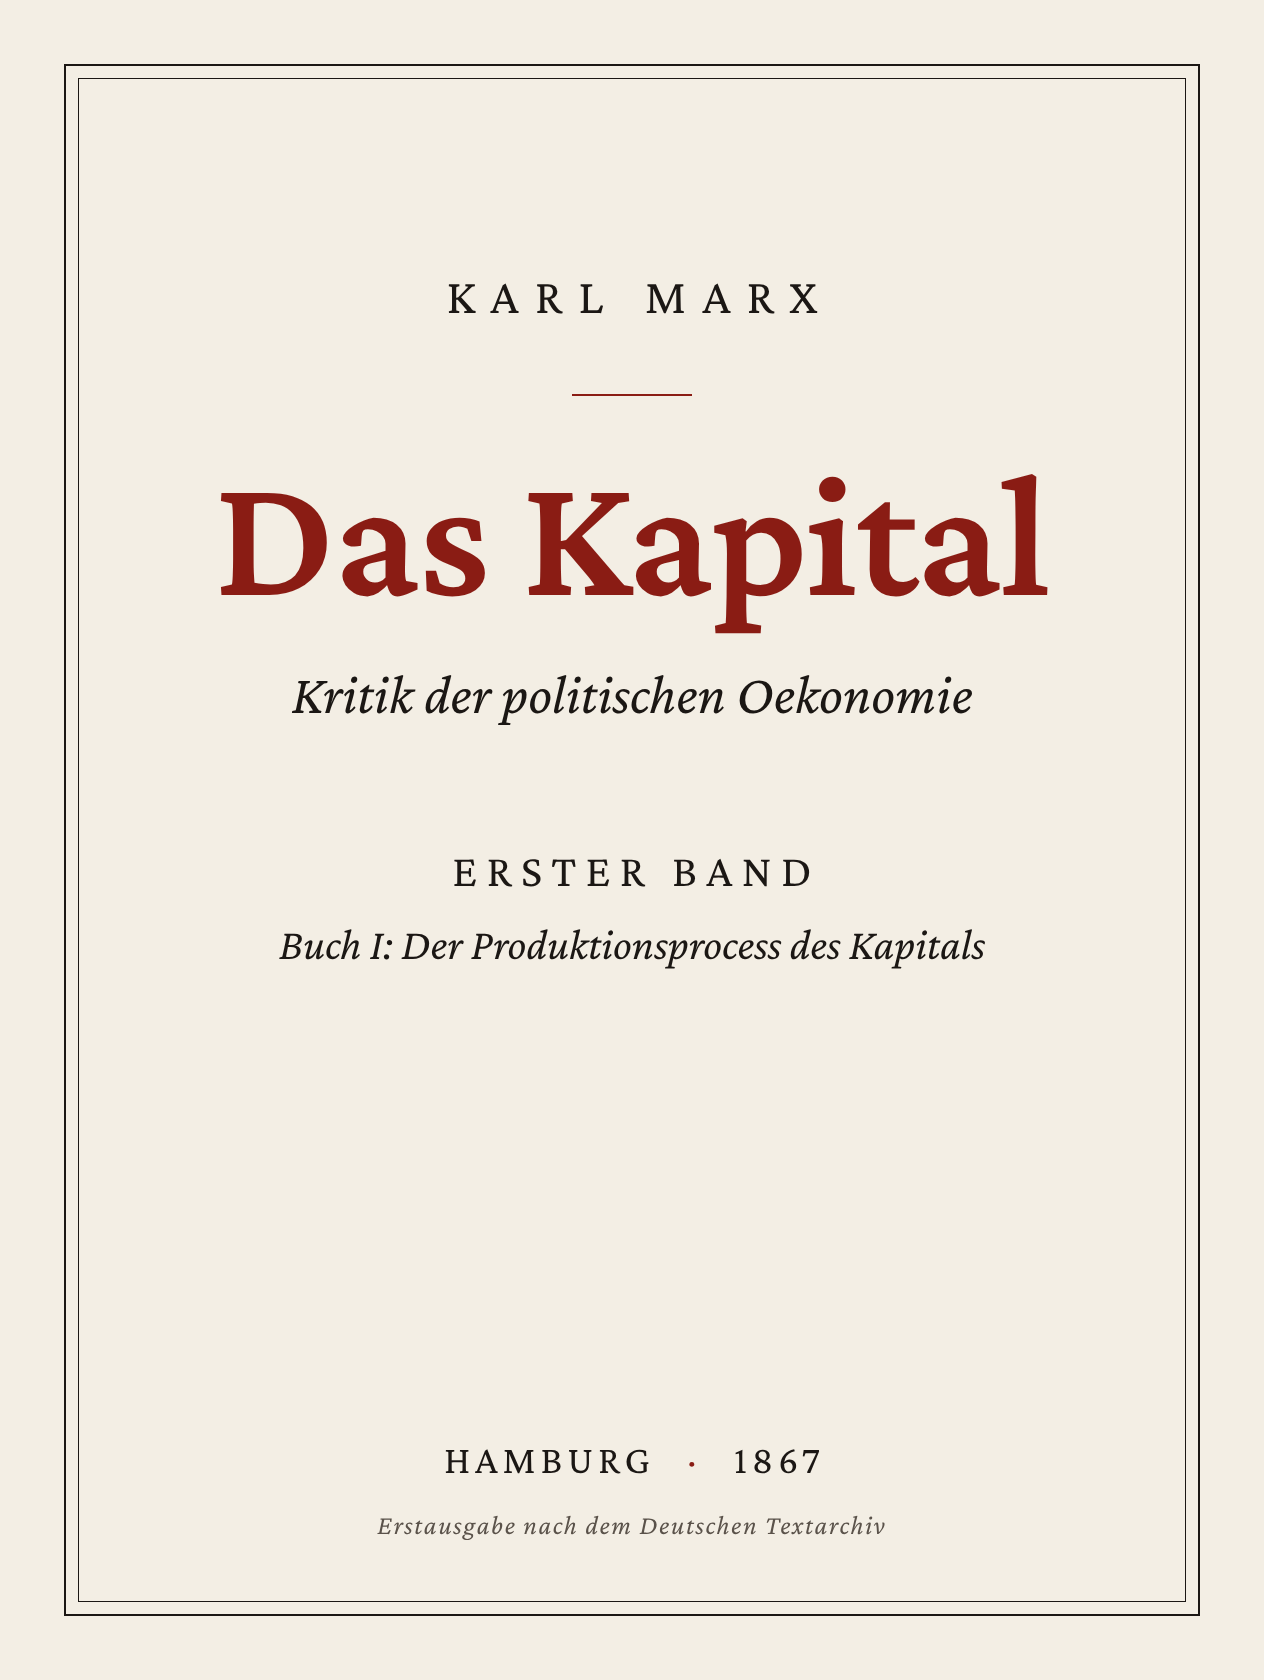 KARL MARX
Das Kapital
Kritik der politischen Oekonomie
ERSTER BAND
Buch I: Der Produktionsprocess des Kapitals
HAMBURG · 1867
Erstausgabe nach dem Deutschen Textarchiv